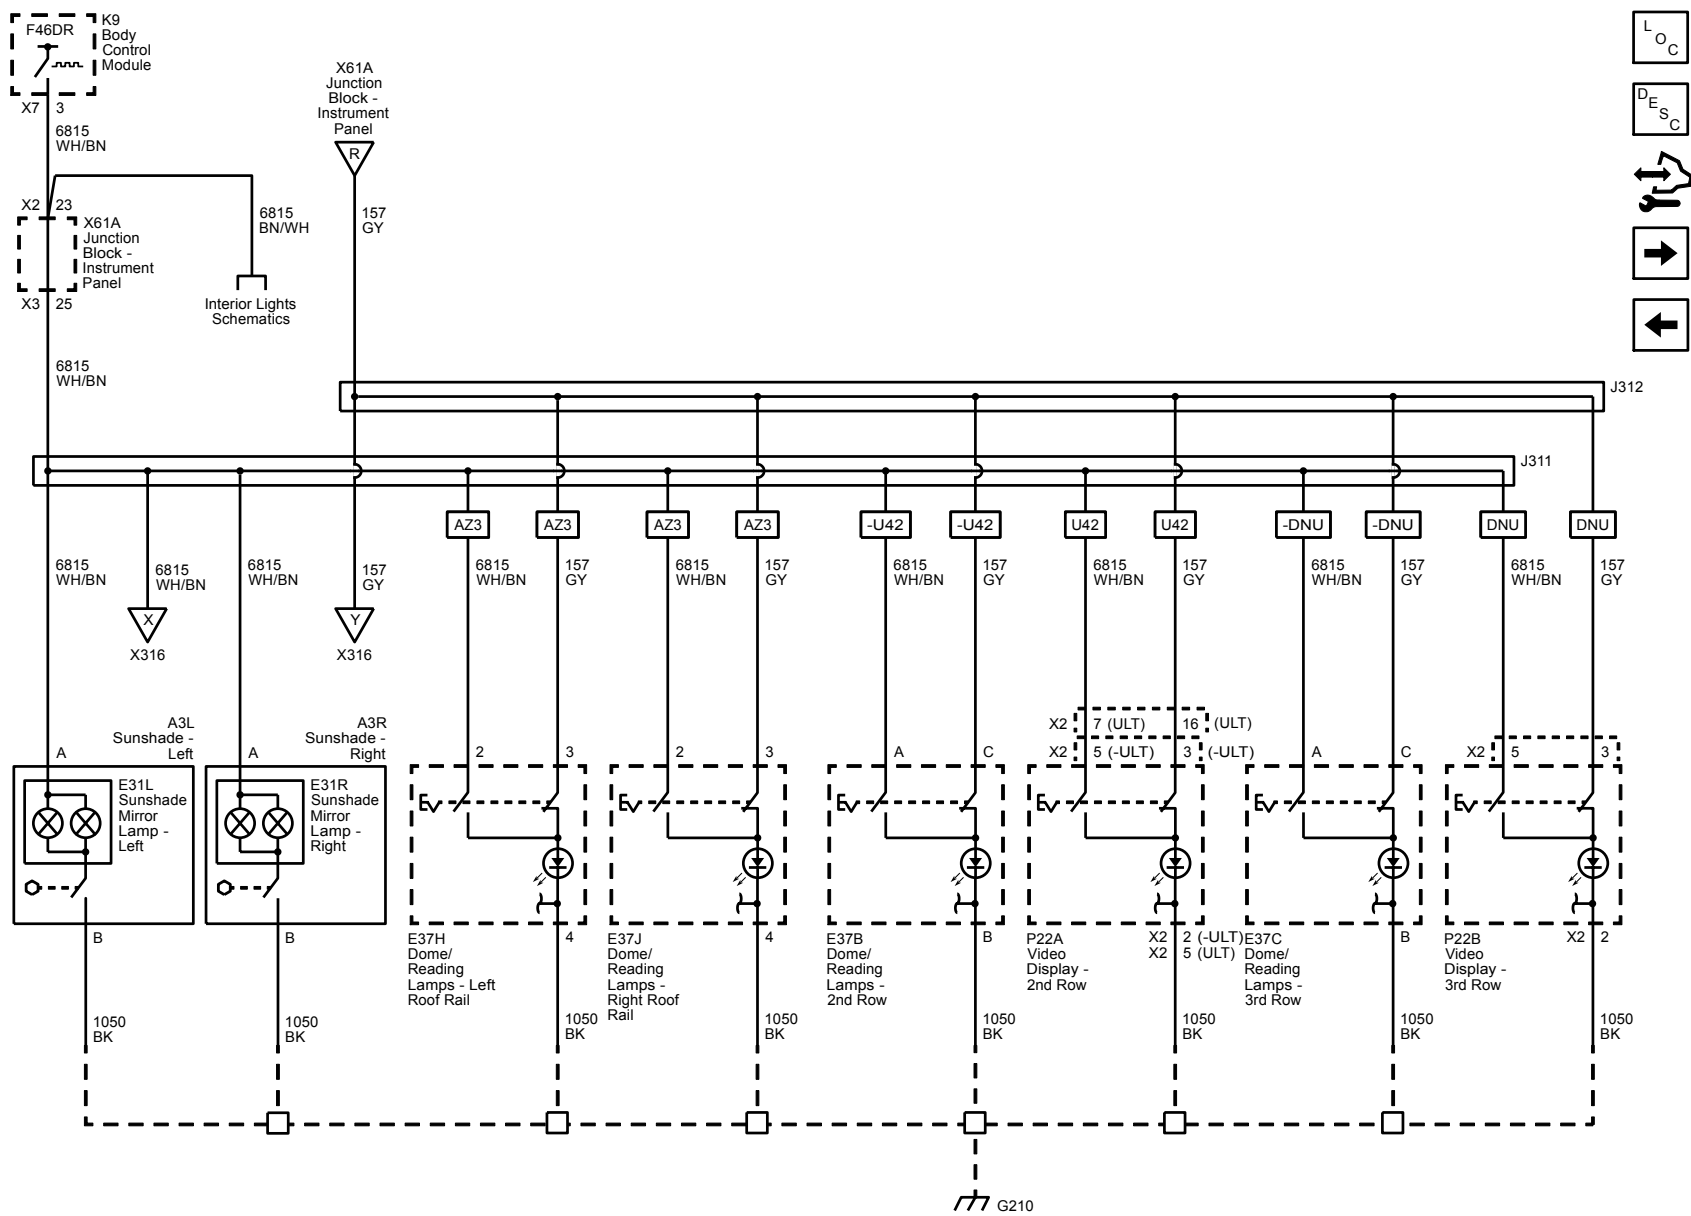 F46DR
K9
Body
Control
Module
X7 3
6815
WH/BN
X2 23
X61A
Junction
Block -
Instrument
Panel
X3 25
6815
BN/WH
Interior Lights
Schematics
X61A
Junction
Block -
Instrument
Panel
R
157
GY
6815
WH/BN
L
O
C
D
E
S
C
J312
J311
AZ3 AZ3 AZ3 AZ3 -U42 -U42 U42 U42 -DNU -DNU DNU DNU
6815
WH/BN
6815
WH/BN
6815
WH/BN
157
GY
6815
WH/BN
157
GY
6815
WH/BN
157
GY
6815
WH/BN
157
GY
6815
WH/BN
157
GY
6815
WH/BN
157
GY
6815
WH/BN
157
GY
X
X316
Y
X316
A3L
Sunshade -
Left
A
E31L
Sunshade
Mirror
Lamp -
Left
B
A3R
Sunshade -
Right
A
E31R
Sunshade
Mirror
Lamp -
Right
B
2 3
4
E37H
Dome/
Reading
Lamps - Left
Roof Rail
2 3
4
E37J
Dome/
Reading
Lamps -
Right Roof
Rail
A C
B
E37B
Dome/
Reading
Lamps -
2nd Row
X2 7 (ULT) 16 (ULT)
X2 5 (-ULT) 3 (-ULT)
X2 2 (-ULT)
X2 5 (ULT)
P22A
Video
Display -
2nd Row
A C
B
E37C
Dome/
Reading
Lamps -
3rd Row
X2 5 3
X2 2
P22B
Video
Display -
3rd Row
1050
BK
1050
BK
1050
BK
1050
BK
1050
BK
1050
BK
1050
BK
1050
BK
G210